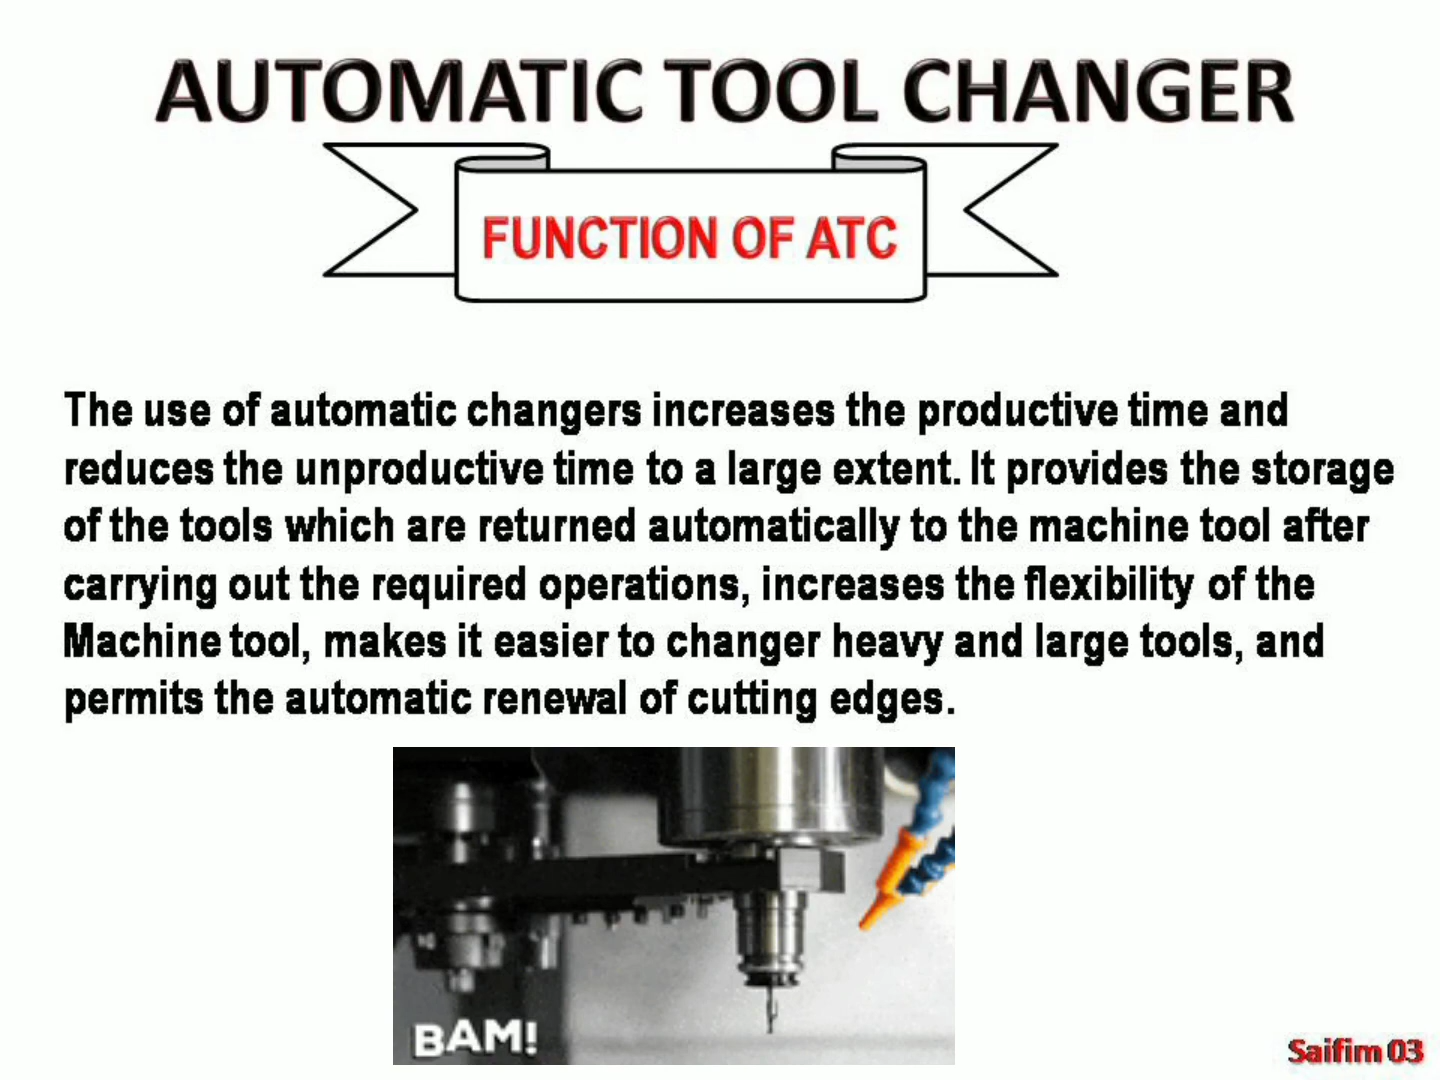 AUTOMATIC TOOL CHANGER
FUNCTION OF ATC
The use of automatic changers increases the productive time and
reduces the unproductive time to a large extent. It provides the storage
of the tools which are returned automatically to the machine tool after
carrying out the required operations, increases the flexibility of the
Machine tool, makes it easier to changer heavy and large tools, and
permits the automatic renewal of cutting edges.
BAM!
Saifim 03